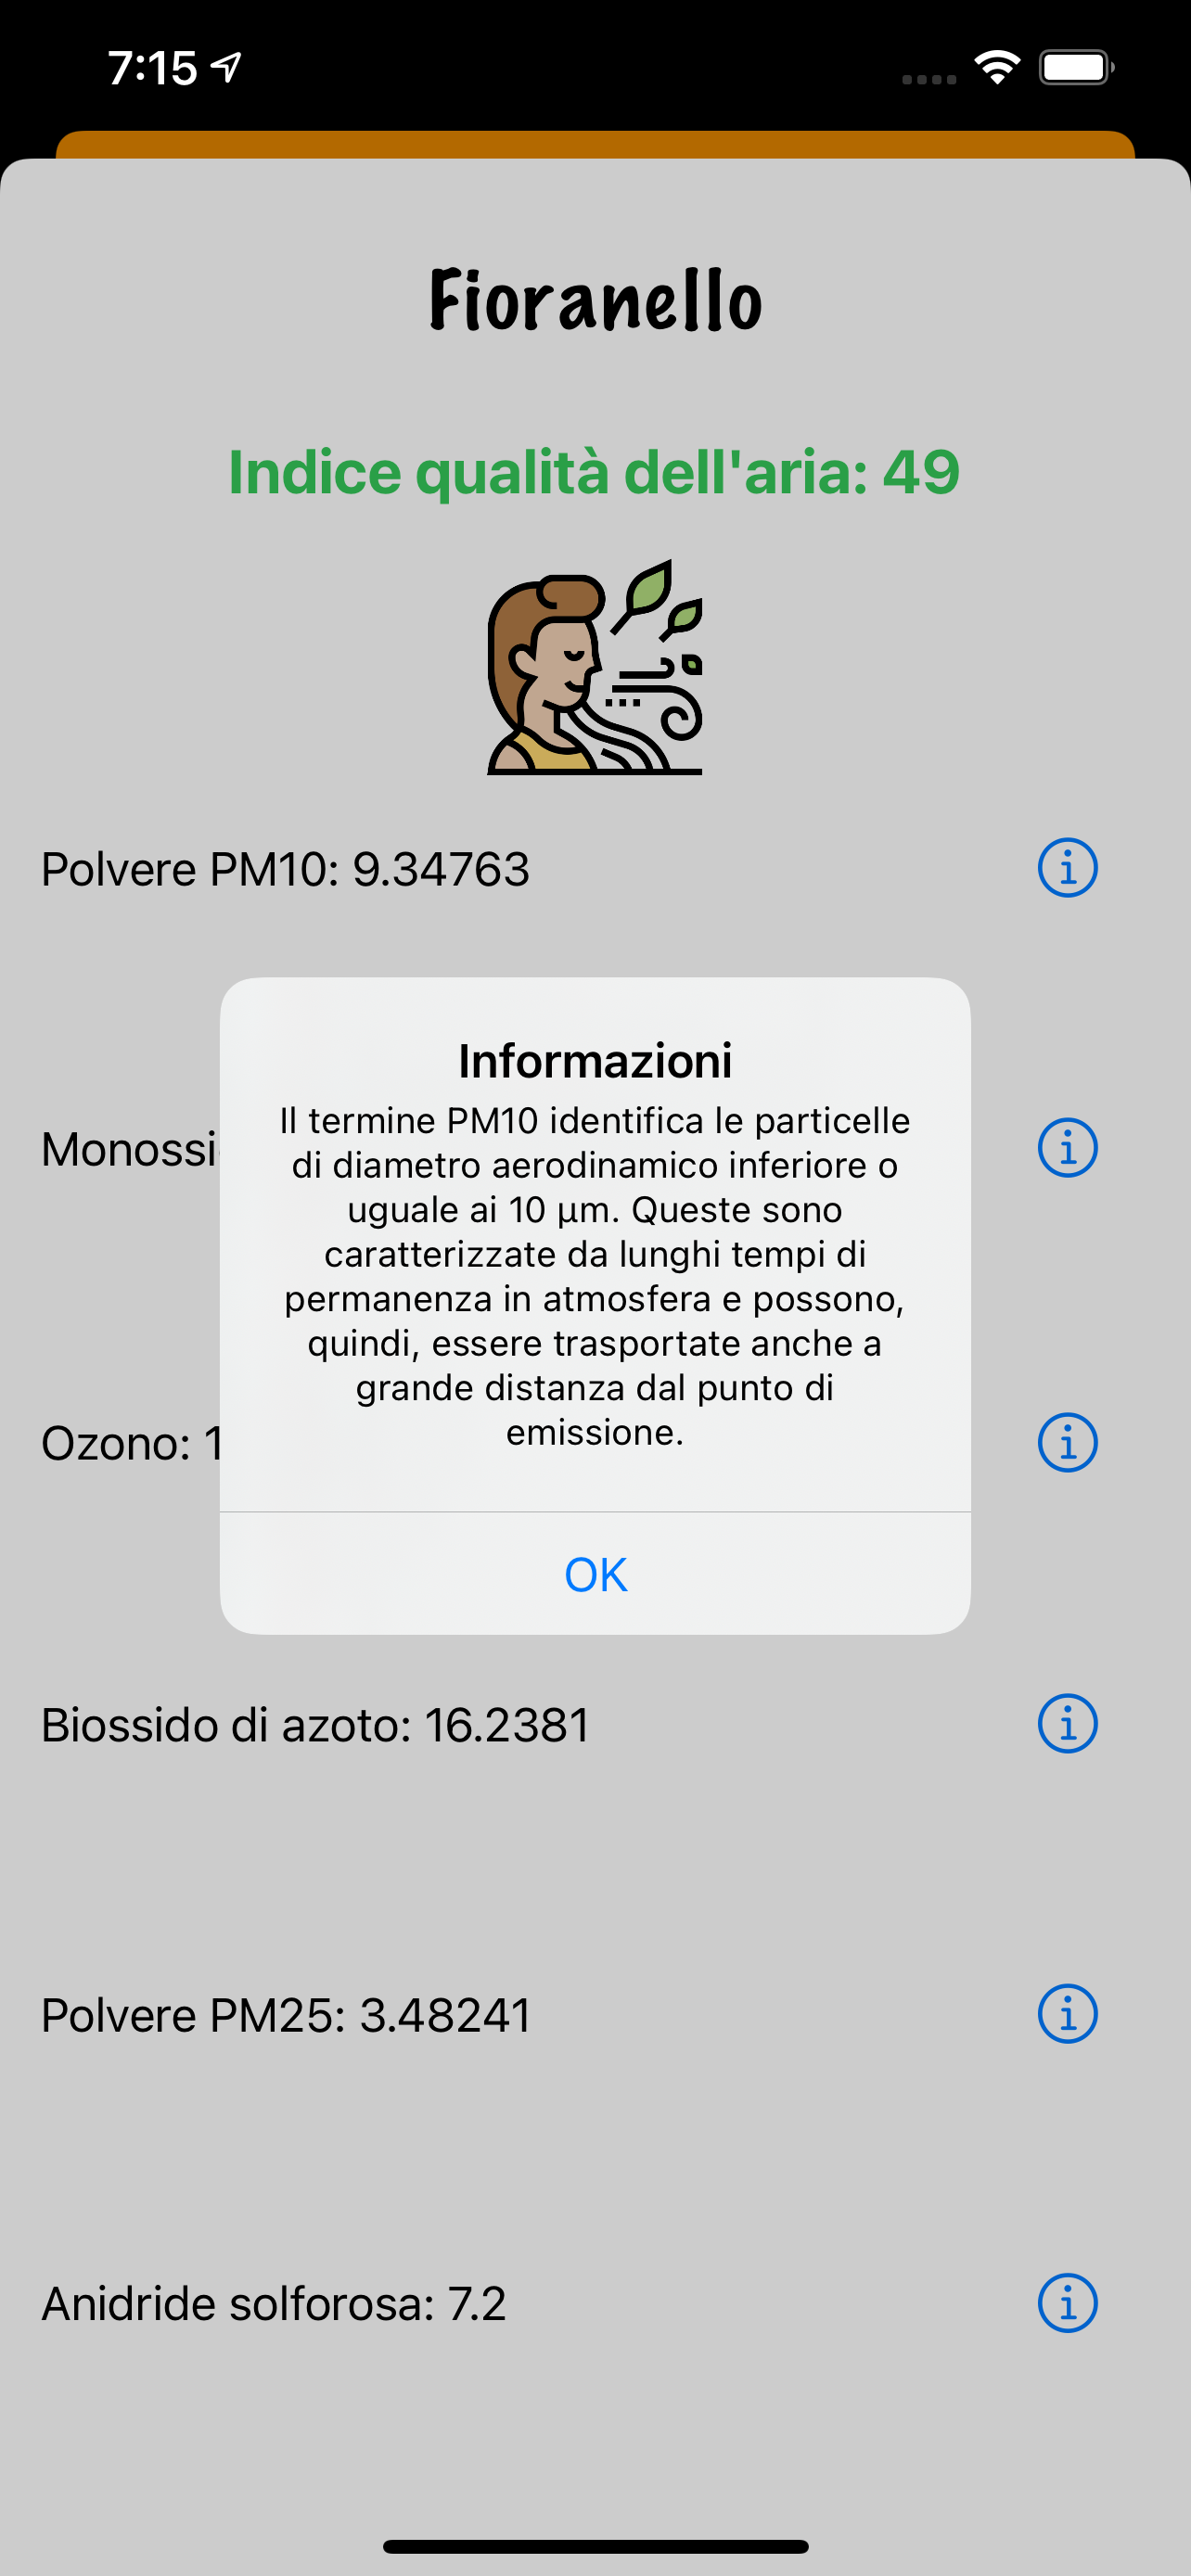 7:15
Fioranello
Indice qualità dell'aria: 49
Polvere PM10: 9.34763
Informazioni
Il termine PM10 identifica le particelle
di diametro aerodinamico inferiore o
uguale ai 10 µm. Queste sono
caratterizzate da lunghi tempi di
permanenza in atmosfera e possono,
quindi, essere trasportate anche a
grande distanza dal punto di
emissione.
OK
Ozono:
Biossido di azoto: 16.2381
Polvere PM25: 3.48241
Anidride solforosa: 7.2